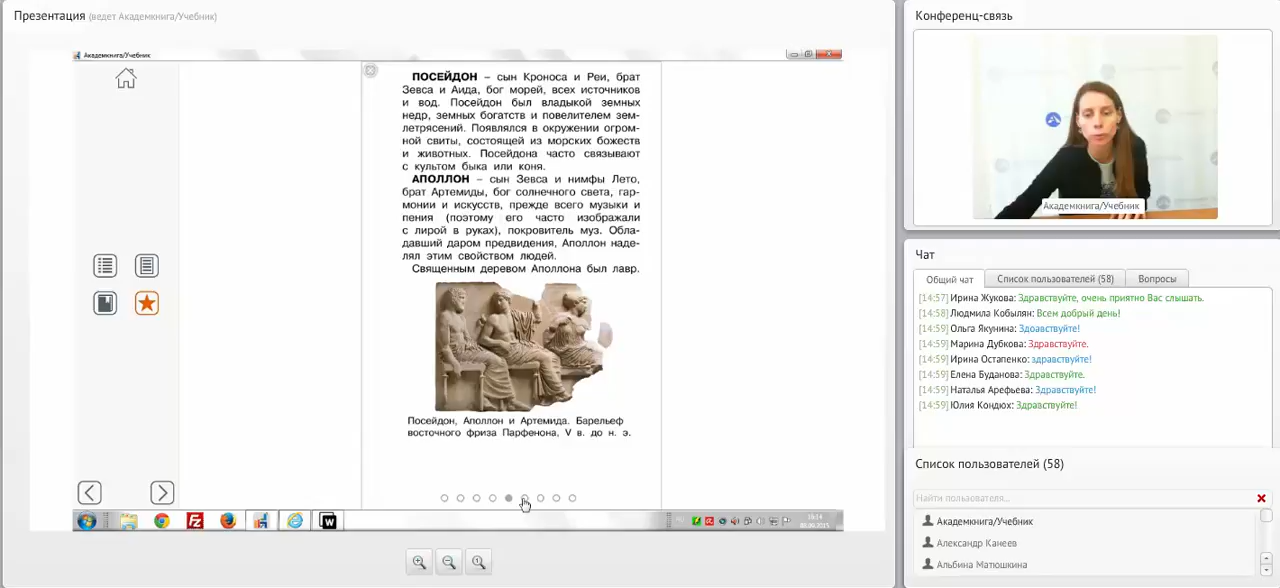 Презентация (ведет Академкнига/Учебник)
Академкнига/Учебник
ПОСЕЙДОН – сын Кроноса и Реи, брат
Зевса и Аида, бог морей, всех источников
и вод. Посейдон был владыкой земных
недр, земных богатств и повелителем зем-
летрясений. Появлялся в окружении огром-
ной свиты, состоящей из морских божеств
и животных. Посейдона часто связывают
с культом быка или коня.
АПОЛЛОН – сын Зевса и нимфы Лето,
брат Артемиды, бог солнечного света, гар-
монии и искусств, прежде всего музыки и
пения (поэтому его часто изображали
с лирой в руках), покровитель муз. Обла-
давший даром предвидения, Аполлон наде-
лял этим свойством людей.
Священным деревом Аполлона был лавр.
Посейдон, Аполлон и Артемида. Барельеф
восточного фриза Парфенона, V в. до н. э.
Конференц-связь
Академкнига/Учебник
Чат
Общий чат
Список пользователей (58)
Вопросы
[14:57] Ирина Жукова: Здравствуйте, очень приятно Вас слышать.
[14:58] Людмила Кобылян: Всем добрый день!
[14:59] Ольга Якунина: Здоавствуйте!
[14:59] Марина Дубкова: Здравствуйте.
[14:59] Ирина Остапенко: здравствуйте!
[14:59] Елена Буданова: Здравствуйте.
[14:59] Наталья Арефьева: Здравствуйте!
[14:59] Юлия Кондюх: Здравствуйте!
Список пользователей (58)
Найти пользователя...
Академкнига/Учебник
Александр Канеев
Альбина Матюшкина